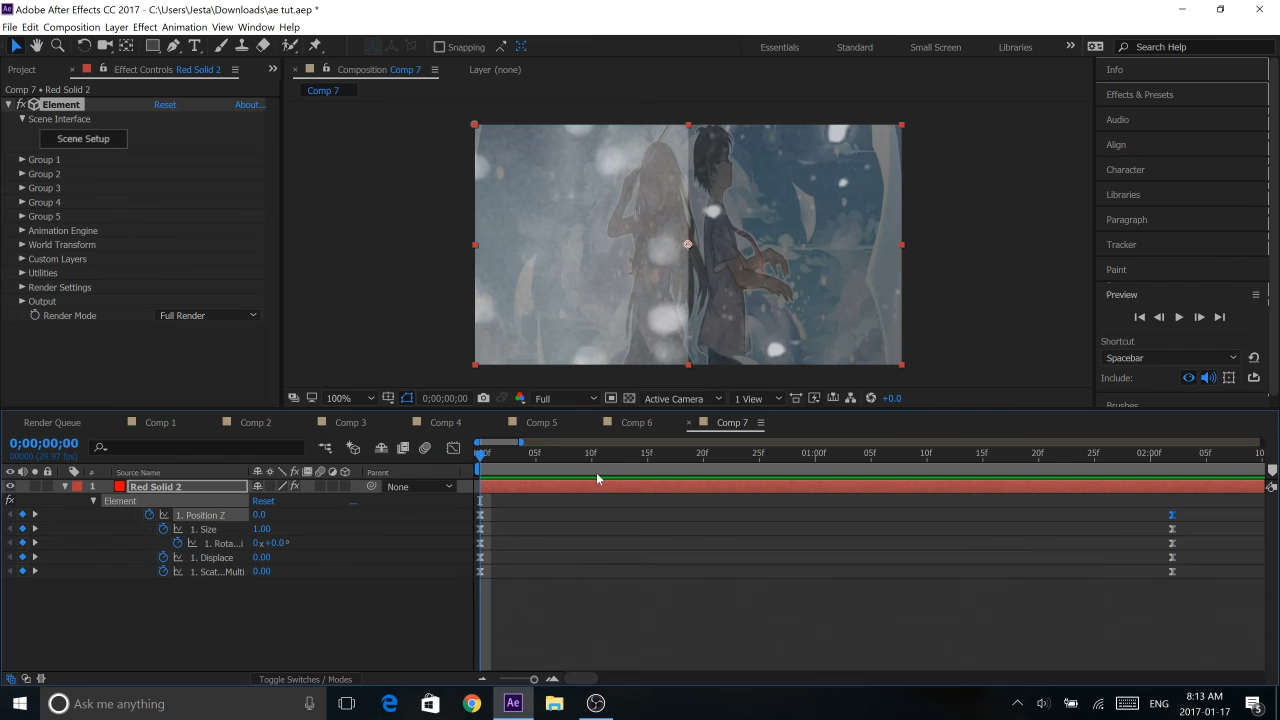 Adobe After Effects CC 2017 - C:\Users\Jesta\Downloads\ae tut.aep *
File Edit Composition Layer Effect Animation View Window Help
Snapping Essentials Standard Small Screen Libraries Search Help
Project Effect Controls Red Solid 2 Composition Comp 7 Layer (none) Info
Comp 7 • Red Solid 2 Comp 7 Effects & Presets
fx Element Reset About...
Scene Interface Audio
Scene Setup Align
Group 1 Character
Group 2
Group 3 Libraries
Group 4
Group 5 Paragraph
Animation Engine
World Transform Tracker
Custom Layers Paint
Utilities
Render Settings Preview
Output
Render Mode Full Render
Shortcut
Spacebar
Include:
100% 0;00;00;00 Full Active Camera 1 View +0.0 Brushes
Render Queue Comp 1 Comp 2 Comp 3 Comp 4 Comp 5 Comp 6 Comp 7
0;00;00;00
00000 (29.97 fps) :00f 05f 10f 15f 20f 25f 01:00f 05f 10f 15f 20f 25f 02:00f 05f 10
# Source Name fx Parent
1 Red Solid 2 fx None
fx Element Reset ...
1. Position Z 0.0
1. Size 1.00
1. Rota...i 0 x+0.0 °
1. Displace 0.00
1. Scat...Multi 0.00
Toggle Switches / Modes
Ask me anything Ae ENG 8:13 AM
2017-01-17